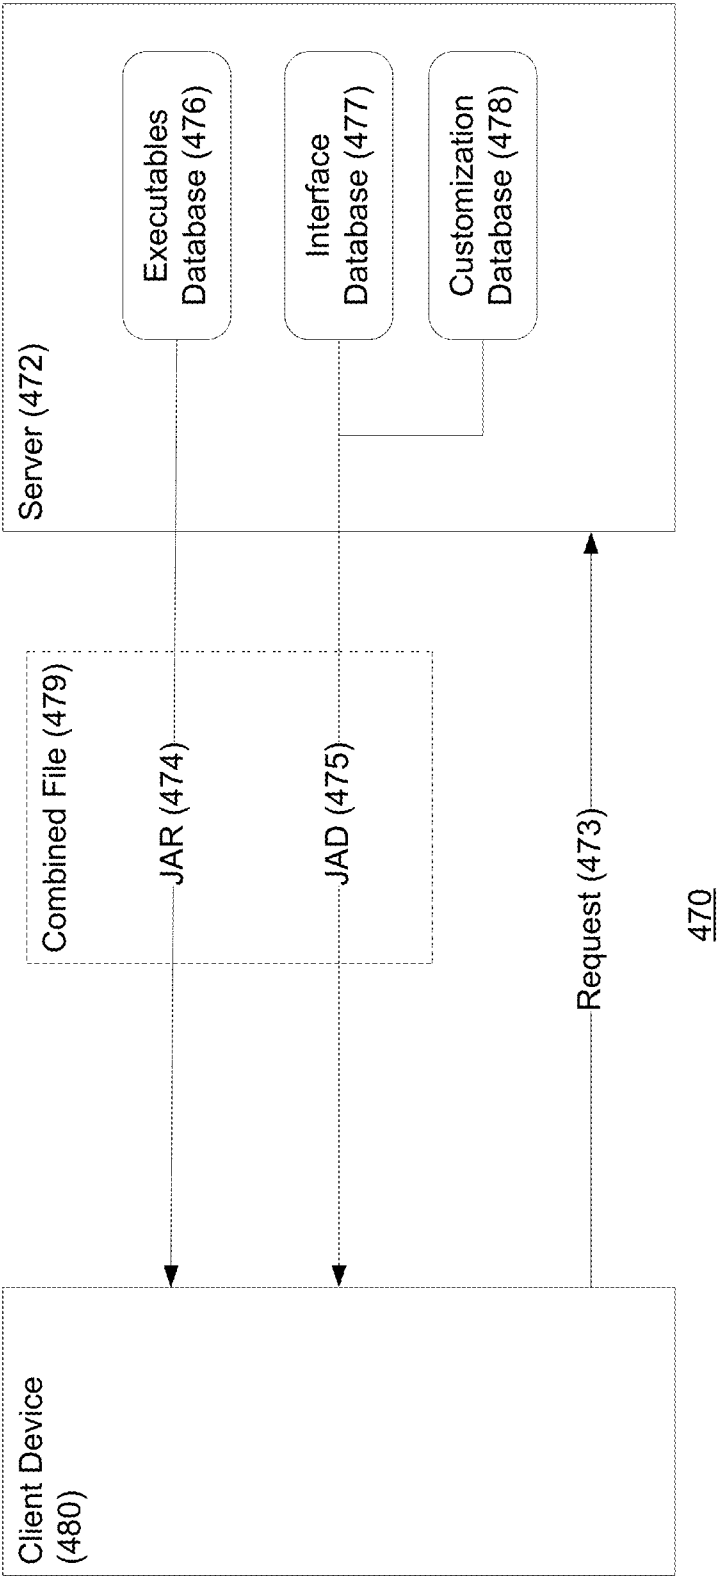 Client Device
(480)
Combined File (479)
JAR (474)
JAD (475)
Request (473)
Server (472)
Executables
Database (476)
Interface
Database (477)
Customization
Database (478)
470